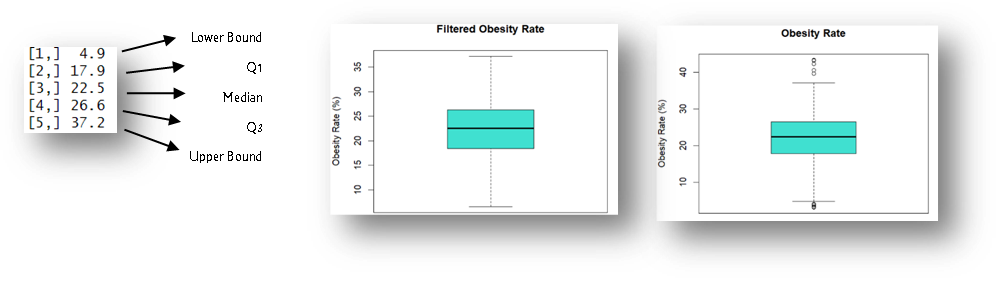 [1,] 4.9
[2,] 17.9
[3,] 22.5
[4,] 26.6
[5,] 37.2
Lower Bound
Q1
Median
Q3
Upper Bound
Filtered Obesity Rate
Obesity Rate (%)
35
30
25
20
15
10
Obesity Rate
Obesity Rate (%)
40
30
20
10